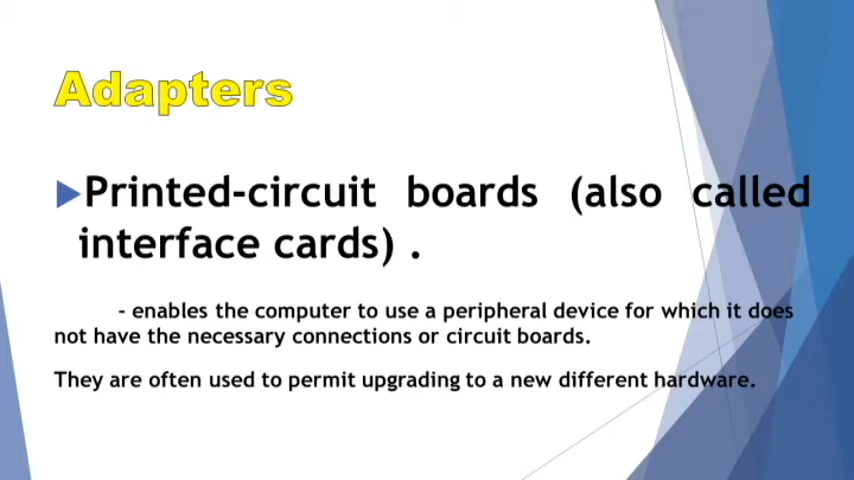 Adapters
Printed-circuit boards (also called
interface cards) .
- enables the computer to use a peripheral device for which it does
not have the necessary connections or circuit boards.
They are often used to permit upgrading to a new different hardware.